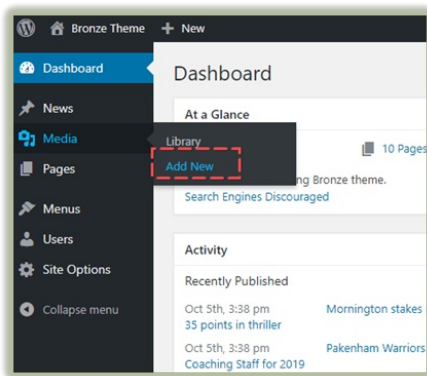 Bronze Theme + New
Dashboard
News
Media
Pages
Menus
Users
Site Options
Collapse menu
Library
Add New
Dashboard
At a Glance
10 Pages
ng Bronze theme.
Search Engines Discouraged
Activity
Recently Published
Oct 5th, 3:38 pm Mornington stakes
35 points in thriller
Oct 5th, 3:38 pm Pakenham Warriors
Coaching Staff for 2019